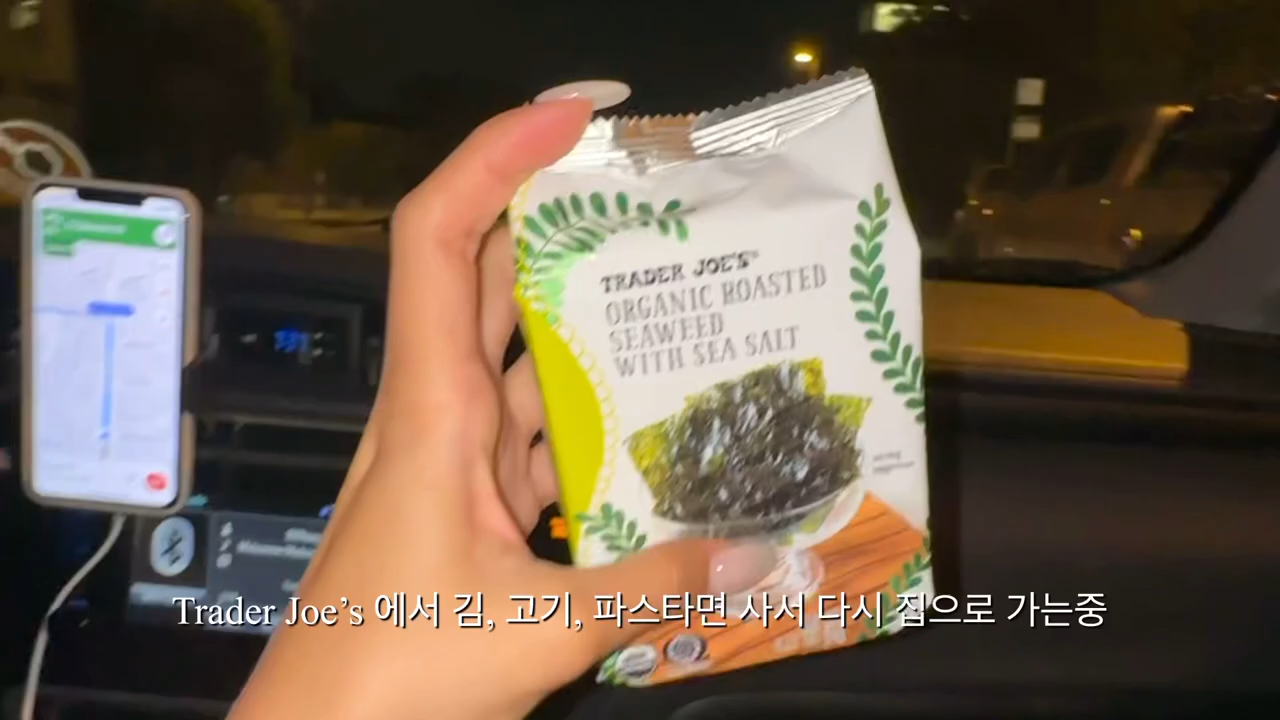 TRADER JOE'S
ORGANIC ROASTED
SEAWEED
WITH SEA SALT
Trader Joe’s 에서 김, 고기, 파스타면 사서 다시 집으로 가는중